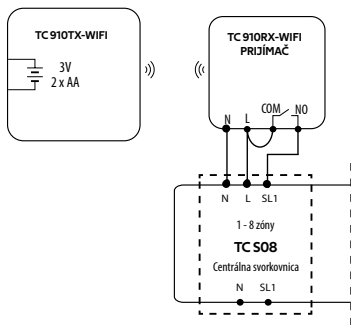 TC 910TX-WIFI
3V
2 x AA
TC 910RX-WIFI
PRIJÍMAČ
N L COM NO
N L SL1
1 - 8 zóny
TC S08
Centrálna svorkovnica
N SL1